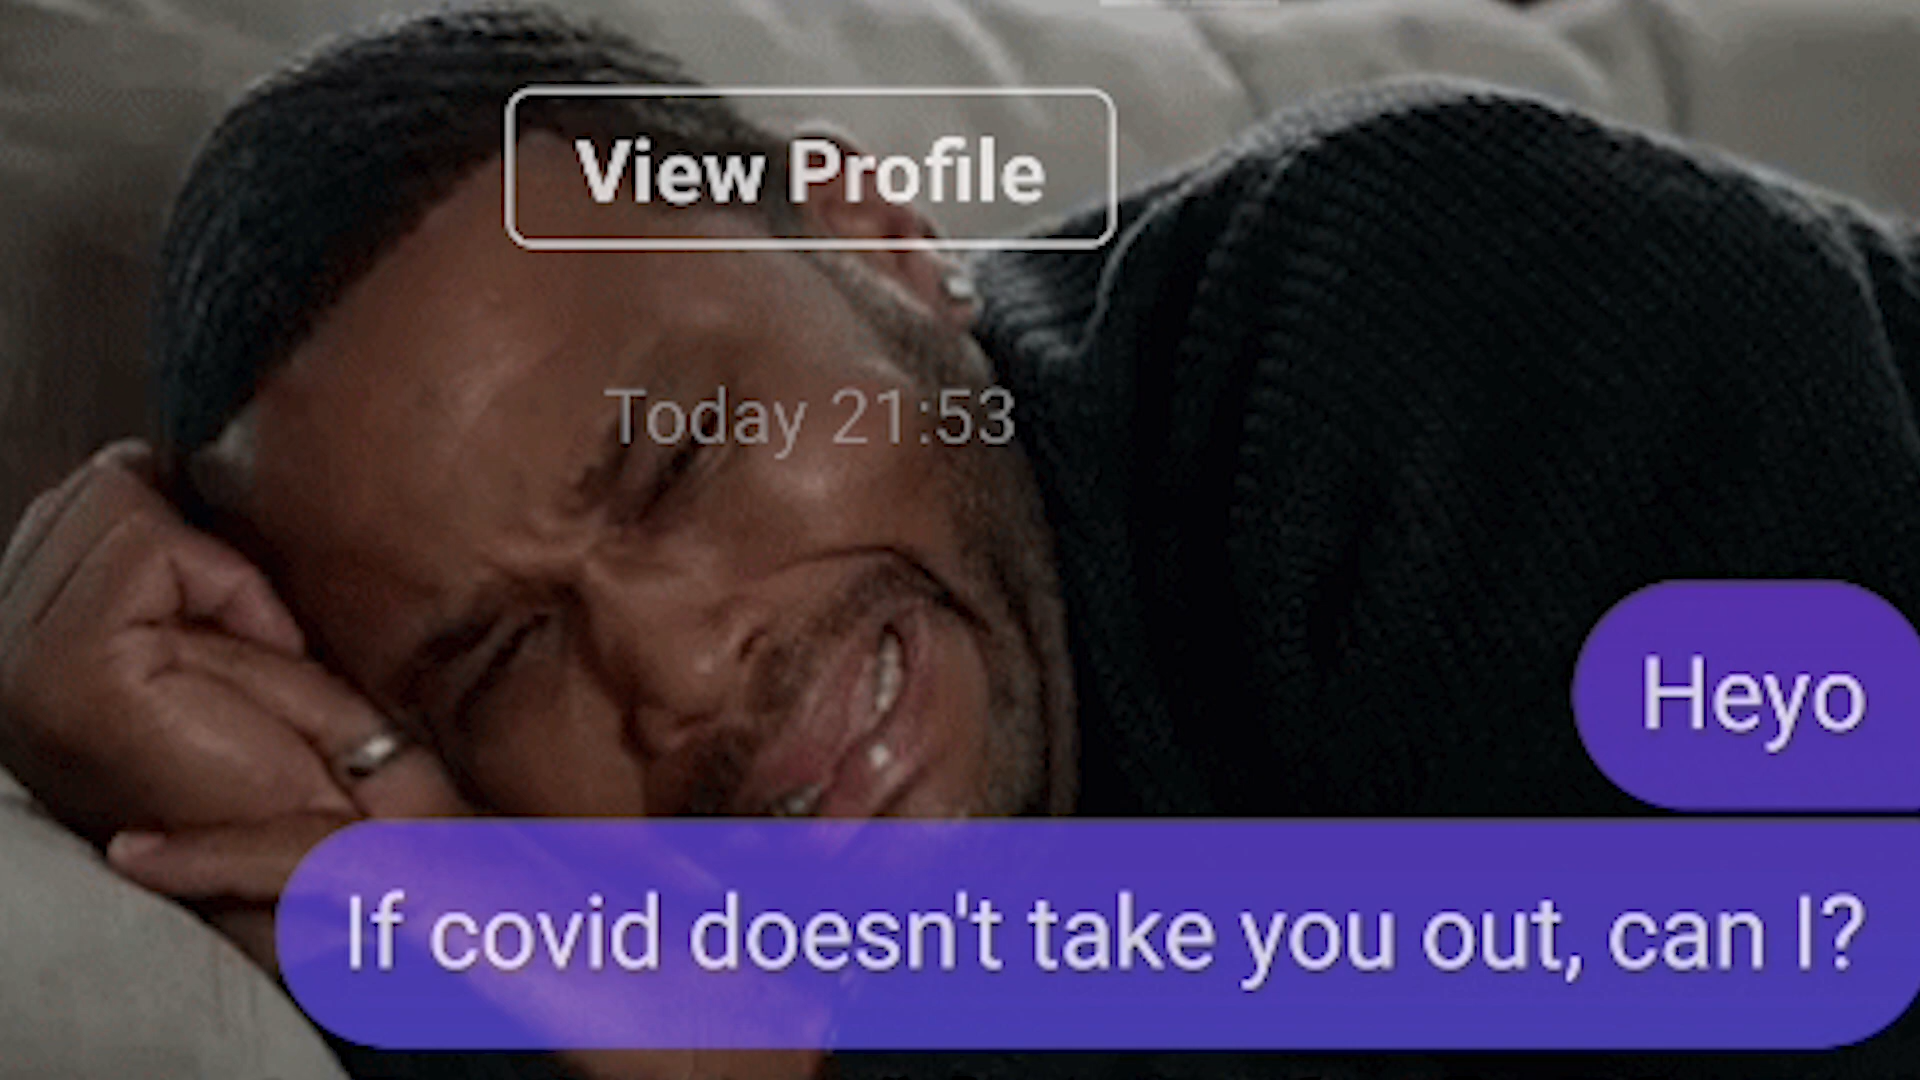 View Profile
Today 21:53
Heyo
If covid doesn't take you out, can I?